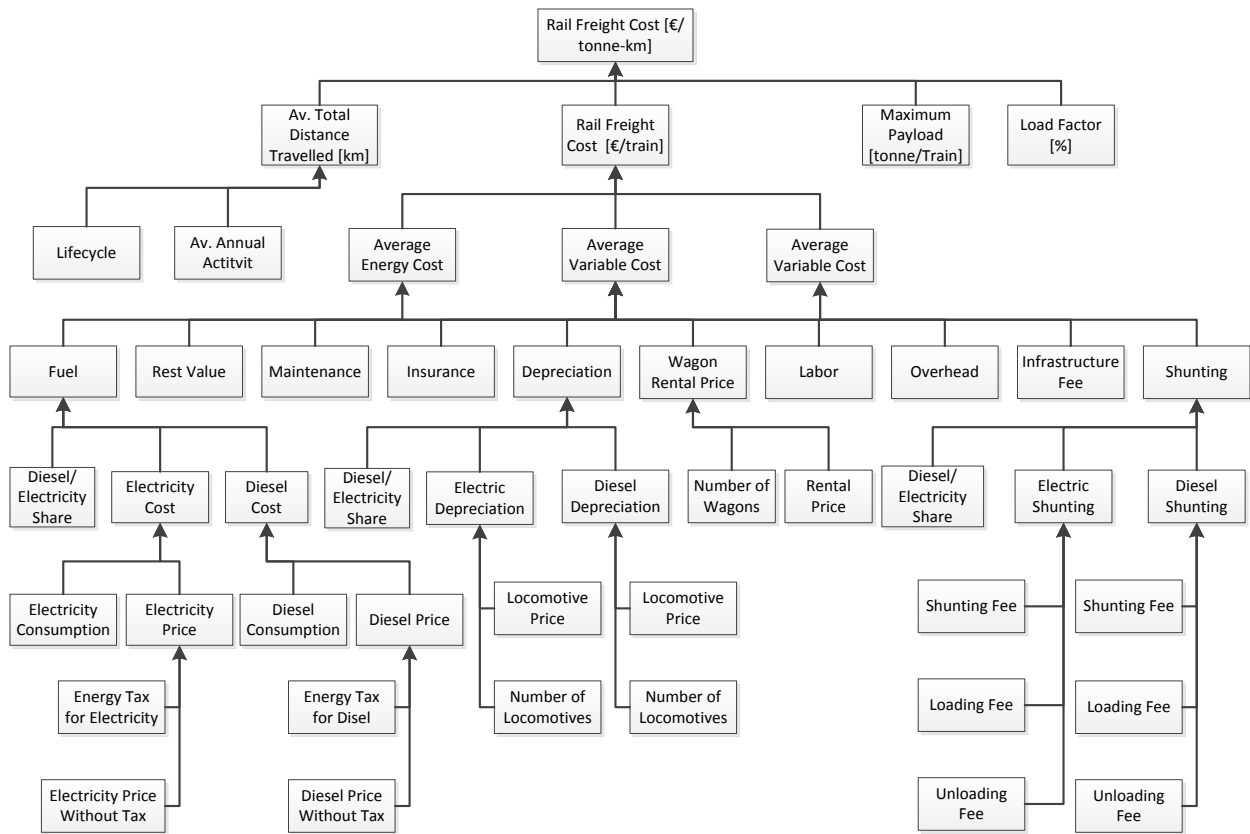 Rail Freight Cost [€/
tonne-km]
Av. Total
Distance
Travelled [km]
Rail Freight
Cost [€/train]
Maximum
Payload
[tonne/Train]
Load Factor
[%]
Lifecycle
Av. Annual
Actitvit
Average
Energy Cost
Average
Variable Cost
Average
Variable Cost
Fuel
Rest Value
Maintenance
Insurance
Depreciation
Wagon
Rental Price
Labor
Overhead
Infrastructure
Fee
Shunting
Diesel/
Electricity
Share
Electricity
Cost
Diesel
Cost
Diesel/
Electricity
Share
Electric
Depreciation
Diesel
Depreciation
Number of
Wagons
Rental
Price
Diesel/
Electricity
Share
Electric
Shunting
Diesel
Shunting
Electricity
Consumption
Electricity
Price
Diesel
Consumption
Diesel Price
Locomotive
Price
Locomotive
Price
Shunting Fee
Shunting Fee
Energy Tax
for Electricity
Energy Tax
for Disel
Number of
Locomotives
Number of
Locomotives
Loading Fee
Loading Fee
Electricity Price
Without Tax
Diesel Price
Without Tax
Unloading
Fee
Unloading
Fee